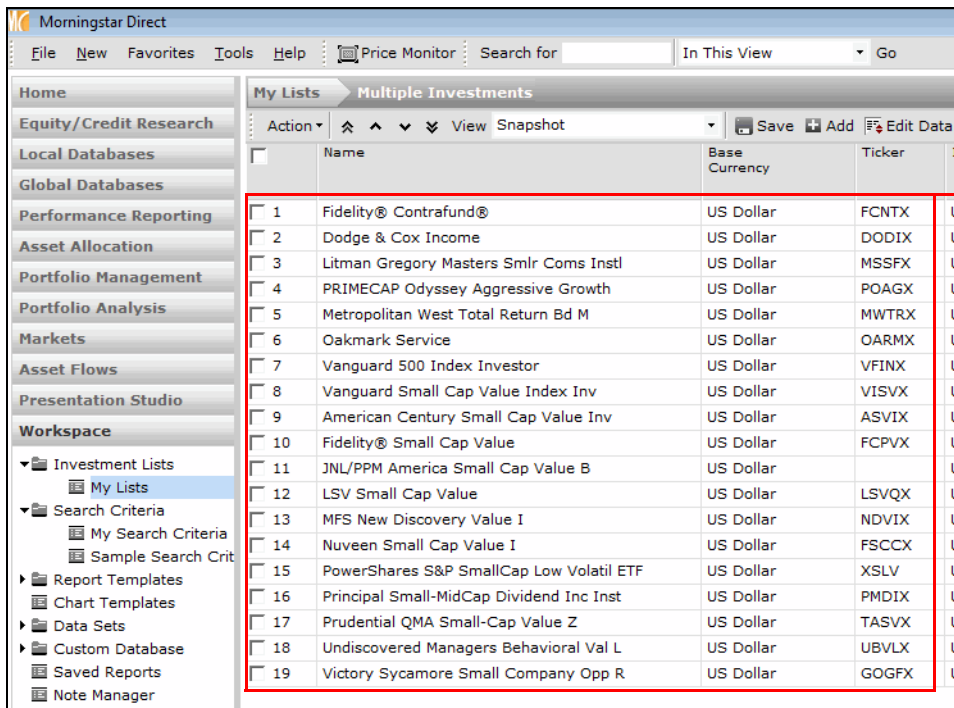 Morningstar Direct
File New Favorites Tools Help Price Monitor Search for In This View Go
Home
Equity/Credit Research
Local Databases
Global Databases
Performance Reporting
Asset Allocation
Portfolio Management
Portfolio Analysis
Markets
Asset Flows
Presentation Studio
Workspace
Investment Lists
My Lists
Search Criteria
My Search Criteria
Sample Search Crit
Report Templates
Chart Templates
Data Sets
Custom Database
Saved Reports
Note Manager
My Lists Multiple Investments
Action View Snapshot Save Add Edit Data
Name Base Currency Ticker
1 Fidelity® Contrafund® US Dollar FCNTX
2 Dodge & Cox Income US Dollar DODIX
3 Litman Gregory Masters Smlr Coms Instl US Dollar MSSFX
4 PRIMECAP Odyssey Aggressive Growth US Dollar POAGX
5 Metropolitan West Total Return Bd M US Dollar MWTRX
6 Oakmark Service US Dollar OARMX
7 Vanguard 500 Index Investor US Dollar VFINX
8 Vanguard Small Cap Value Index Inv US Dollar VISVX
9 American Century Small Cap Value Inv US Dollar ASVIX
10 Fidelity® Small Cap Value US Dollar FCPVX
11 JNL/PPM America Small Cap Value B US Dollar
12 LSV Small Cap Value US Dollar LSVQX
13 MFS New Discovery Value I US Dollar NDVIX
14 Nuveen Small Cap Value I US Dollar FSCCX
15 PowerShares S&P SmallCap Low Volatil ETF US Dollar XSLV
16 Principal Small-MidCap Dividend Inc Inst US Dollar PMDIX
17 Prudential QMA Small-Cap Value Z US Dollar TASVX
18 Undiscovered Managers Behavioral Val L US Dollar UBVLX
19 Victory Sycamore Small Company Opp R US Dollar GOGFX